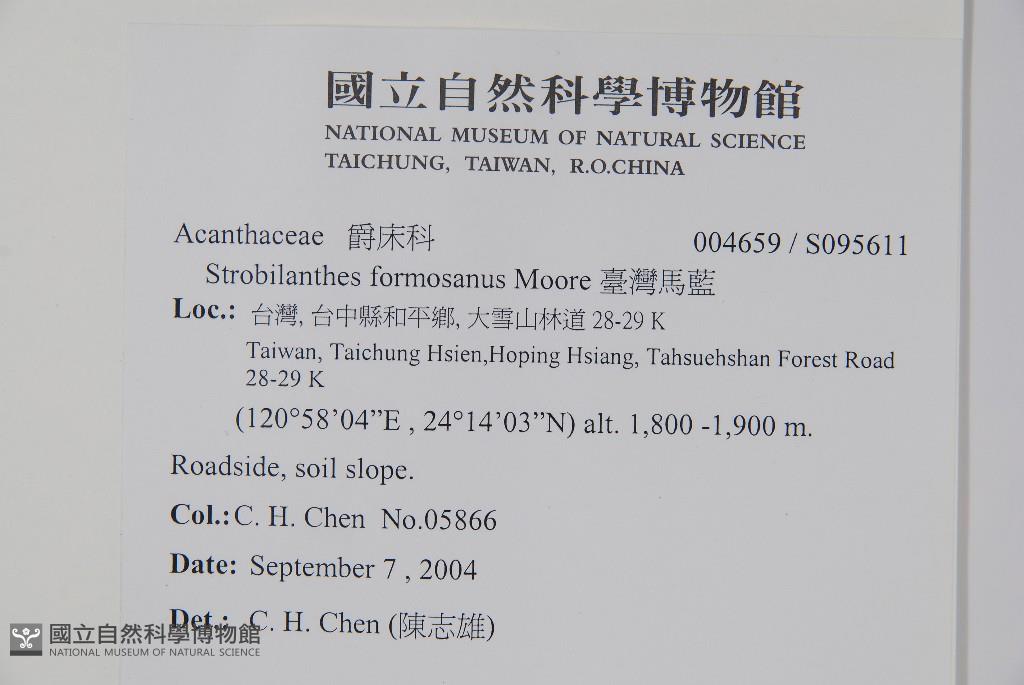 國立自然科學博物館
NATIONAL MUSEUM OF NATURAL SCIENCE
TAICHUNG, TAIWAN, R.O.CHINA
Acanthaceae 爵床科 004659 / S095611
Strobilanthes formosanus Moore 臺灣馬藍
Loc.: 台灣, 台中縣和平鄉, 大雪山林道 28-29 K
Taiwan, Taichung Hsien,Hoping Hsiang, Tahsuehshan Forest Road
28-29 K
(120°58’04”E , 24°14’03”N) alt. 1,800 -1,900 m.
Roadside, soil slope.
Col.: C. H. Chen No.05866
Date: September 7 , 2004
Det.: C. H. Chen (陳志雄)
國立自然科學博物館
NATIONAL MUSEUM OF NATURAL SCIENCE